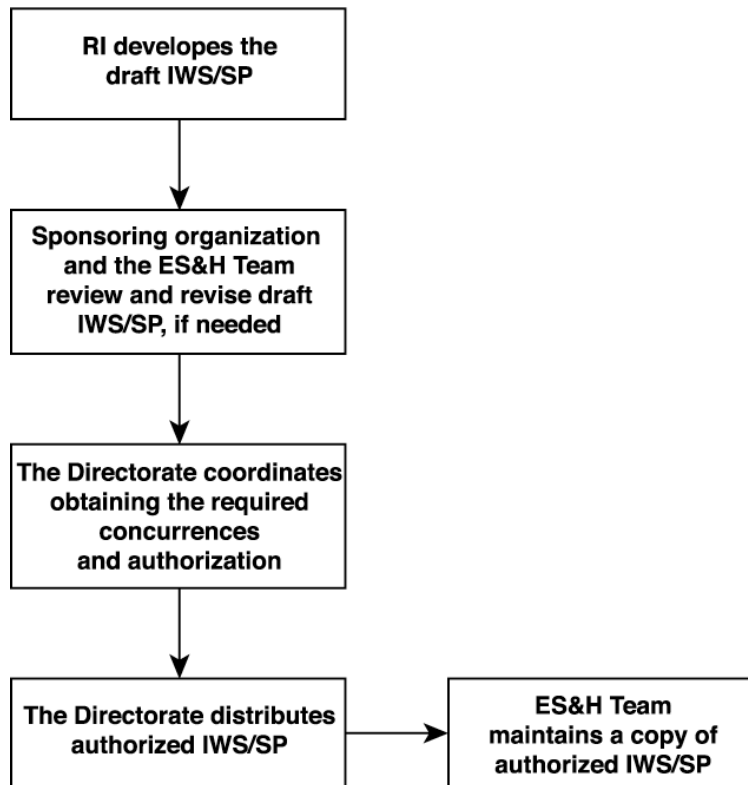 RI developes the
draft IWS/SP
Sponsoring organization
and the ES&H Team
review and revise draft
IWS/SP, if needed
The Directorate coordinates
obtaining the required
concurrences
and authorization
The Directorate distributes
authorized IWS/SP
ES&H Team
maintains a copy of
authorized IWS/SP